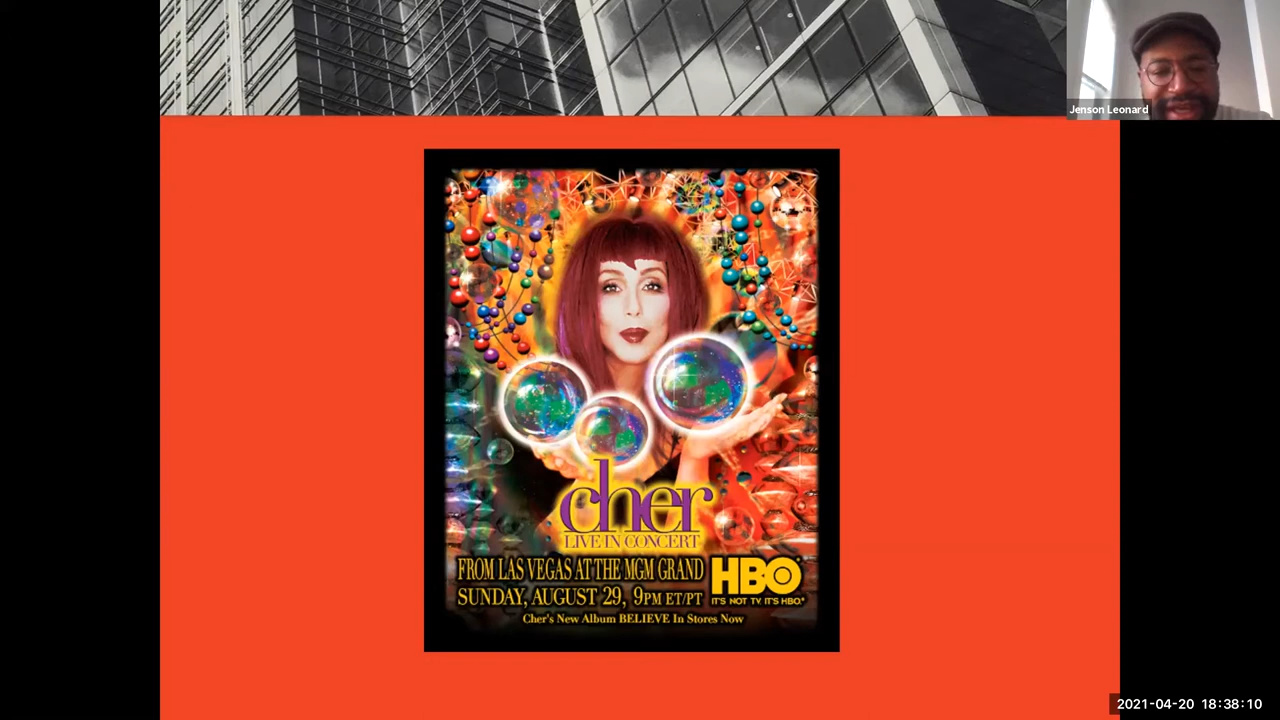 Jenson Leonard
cher
LIVE IN CONCERT
FROM LAS VEGAS AT THE MGM GRAND
SUNDAY, AUGUST 29, 9PM ET/PT
HBO
IT'S NOT TV. IT'S HBO.®
Cher's New Album BELIEVE In Stores Now
2021-04-20 18:38:10